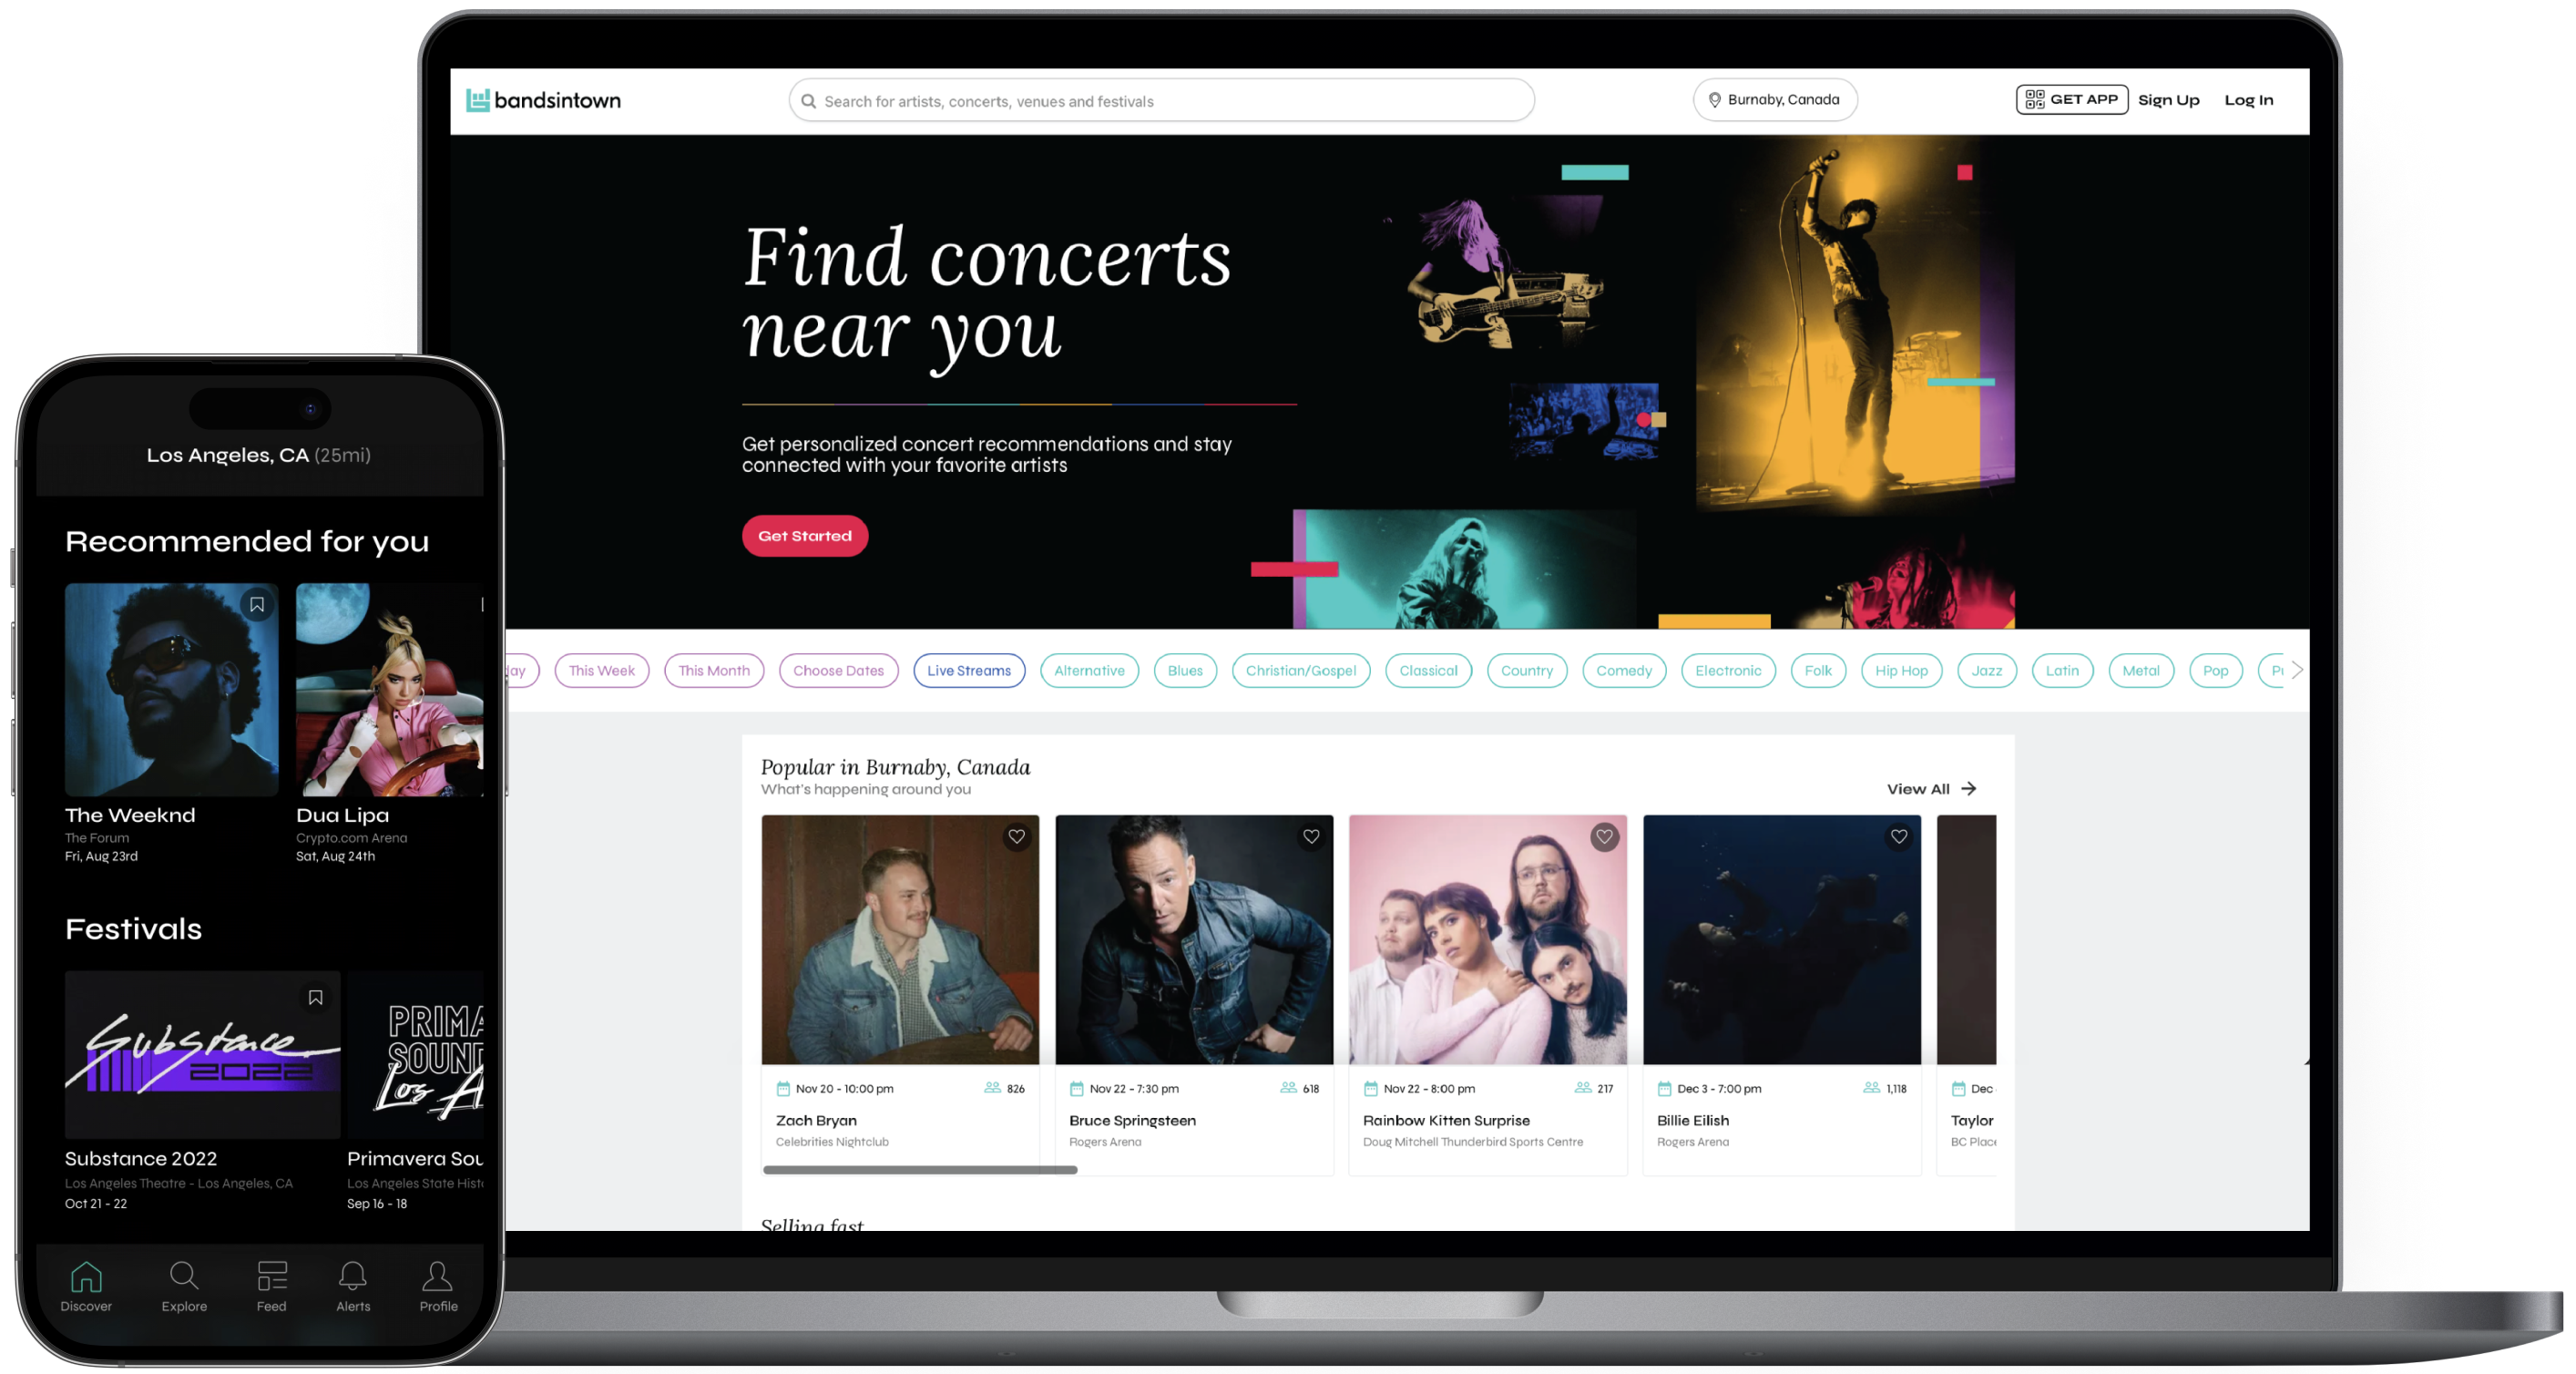 bandsintown
Search for artists, concerts, venues and festivals
Burnaby, Canada
GET APP
Sign Up
Log In
Find concerts
near you
Get personalized concert recommendations and stay
connected with your favorite artists
Get Started
This Week
This Month
Choose Dates
Live Streams
Alternative
Blues
Christian/Gospel
Classical
Country
Comedy
Electronic
Folk
Hip Hop
Jazz
Latin
Metal
Pop
Popular in Burnaby, Canada
What's happening around you
View All
Nov 20 - 10:00 pm
826
Zach Bryan
Celebrities Nightclub
Nov 22 - 7:30 pm
618
Bruce Springsteen
Rogers Arena
Nov 22 - 8:00 pm
217
Rainbow Kitten Surprise
Doug Mitchell Thunderbird Sports Centre
Dec 3 - 7:00 pm
1,118
Billie Eilish
Rogers Arena
Dec
Taylor
BC Place
Selling fast
Los Angeles, CA (25mi)
Recommended for you
The Weeknd
The Forum
Fri, Aug 23rd
Dua Lipa
Crypto.com Arena
Sat, Aug 24th
Festivals
Substance
2022
PRIMA
SOUN
Los A
Substance 2022
Los Angeles Theatre - Los Angeles, CA
Oct 21 - 22
Primavera Sou
Los Angeles State Histo
Sep 16 - 18
Discover
Explore
Feed
Alerts
Profile